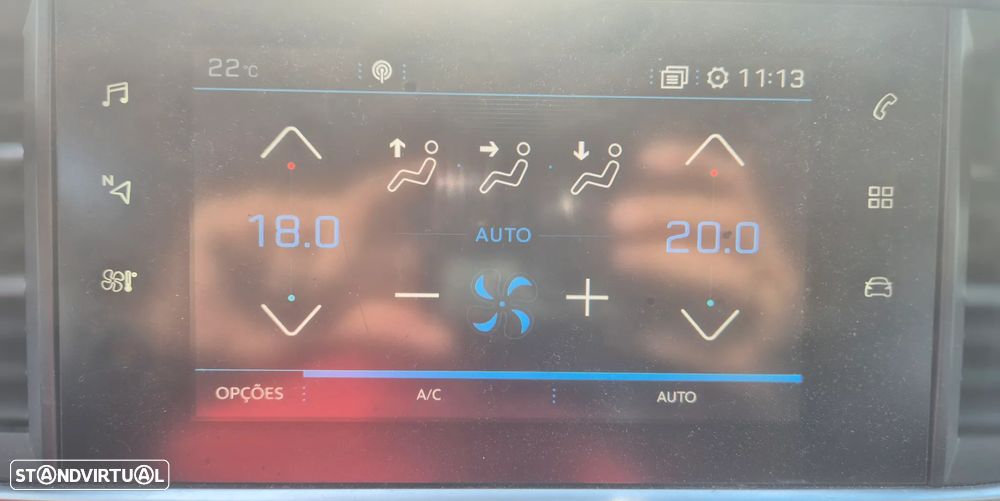 22°C 11:13
N
18.0 AUTO 20.0
OPÇÕES A/C AUTO
STANDVIRTUAL